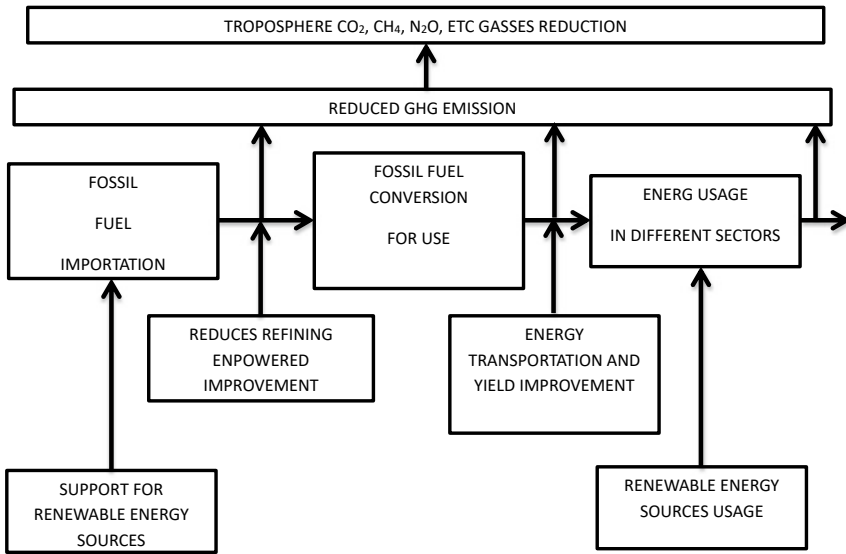 TROPOSPHERE CO₂, CH₄, N₂O, ETC GASSES REDUCTION
REDUCED GHG EMISSION
FOSSIL
FUEL
IMPORTATION
FOSSIL FUEL
CONVERSION
FOR USE
ENERG USAGE
IN DIFFERENT SECTORS
REDUCES REFINING
ENPOWERED
IMPROVEMENT
ENERGY
TRANSPORTATION AND
YIELD IMPROVEMENT
SUPPORT FOR
RENEWABLE ENERGY
SOURCES
RENEWABLE ENERGY
SOURCES USAGE